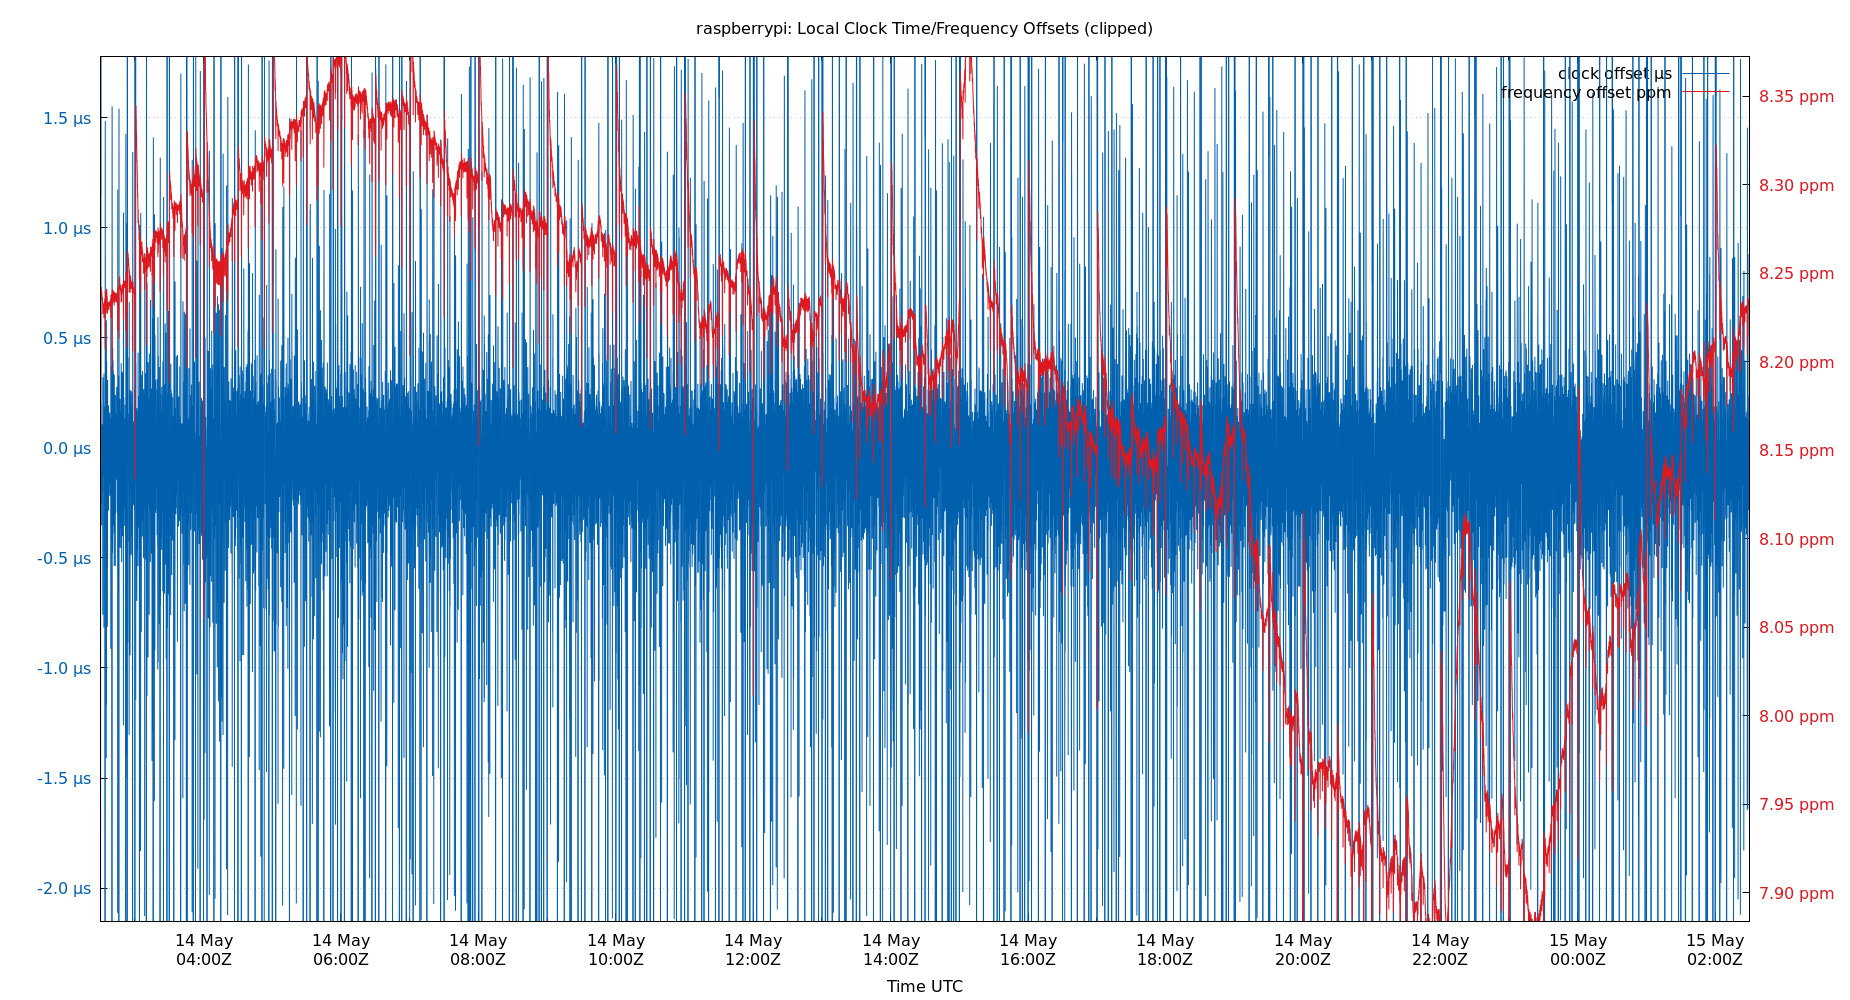 raspberrypi: Local Clock Time/Frequency Offsets (clipped)
clock offset µs
frequency offset ppm
1.5 µs
1.0 µs
0.5 µs
0.0 µs
-0.5 µs
-1.0 µs
-1.5 µs
-2.0 µs
8.35 ppm
8.30 ppm
8.25 ppm
8.20 ppm
8.15 ppm
8.10 ppm
8.05 ppm
8.00 ppm
7.95 ppm
7.90 ppm
14 May 14 May 14 May 14 May 14 May 14 May 14 May 14 May 14 May 14 May 15 May 15 May
04:00Z 06:00Z 08:00Z 10:00Z 12:00Z 14:00Z 16:00Z 18:00Z 20:00Z 22:00Z 00:00Z 02:00Z
Time UTC